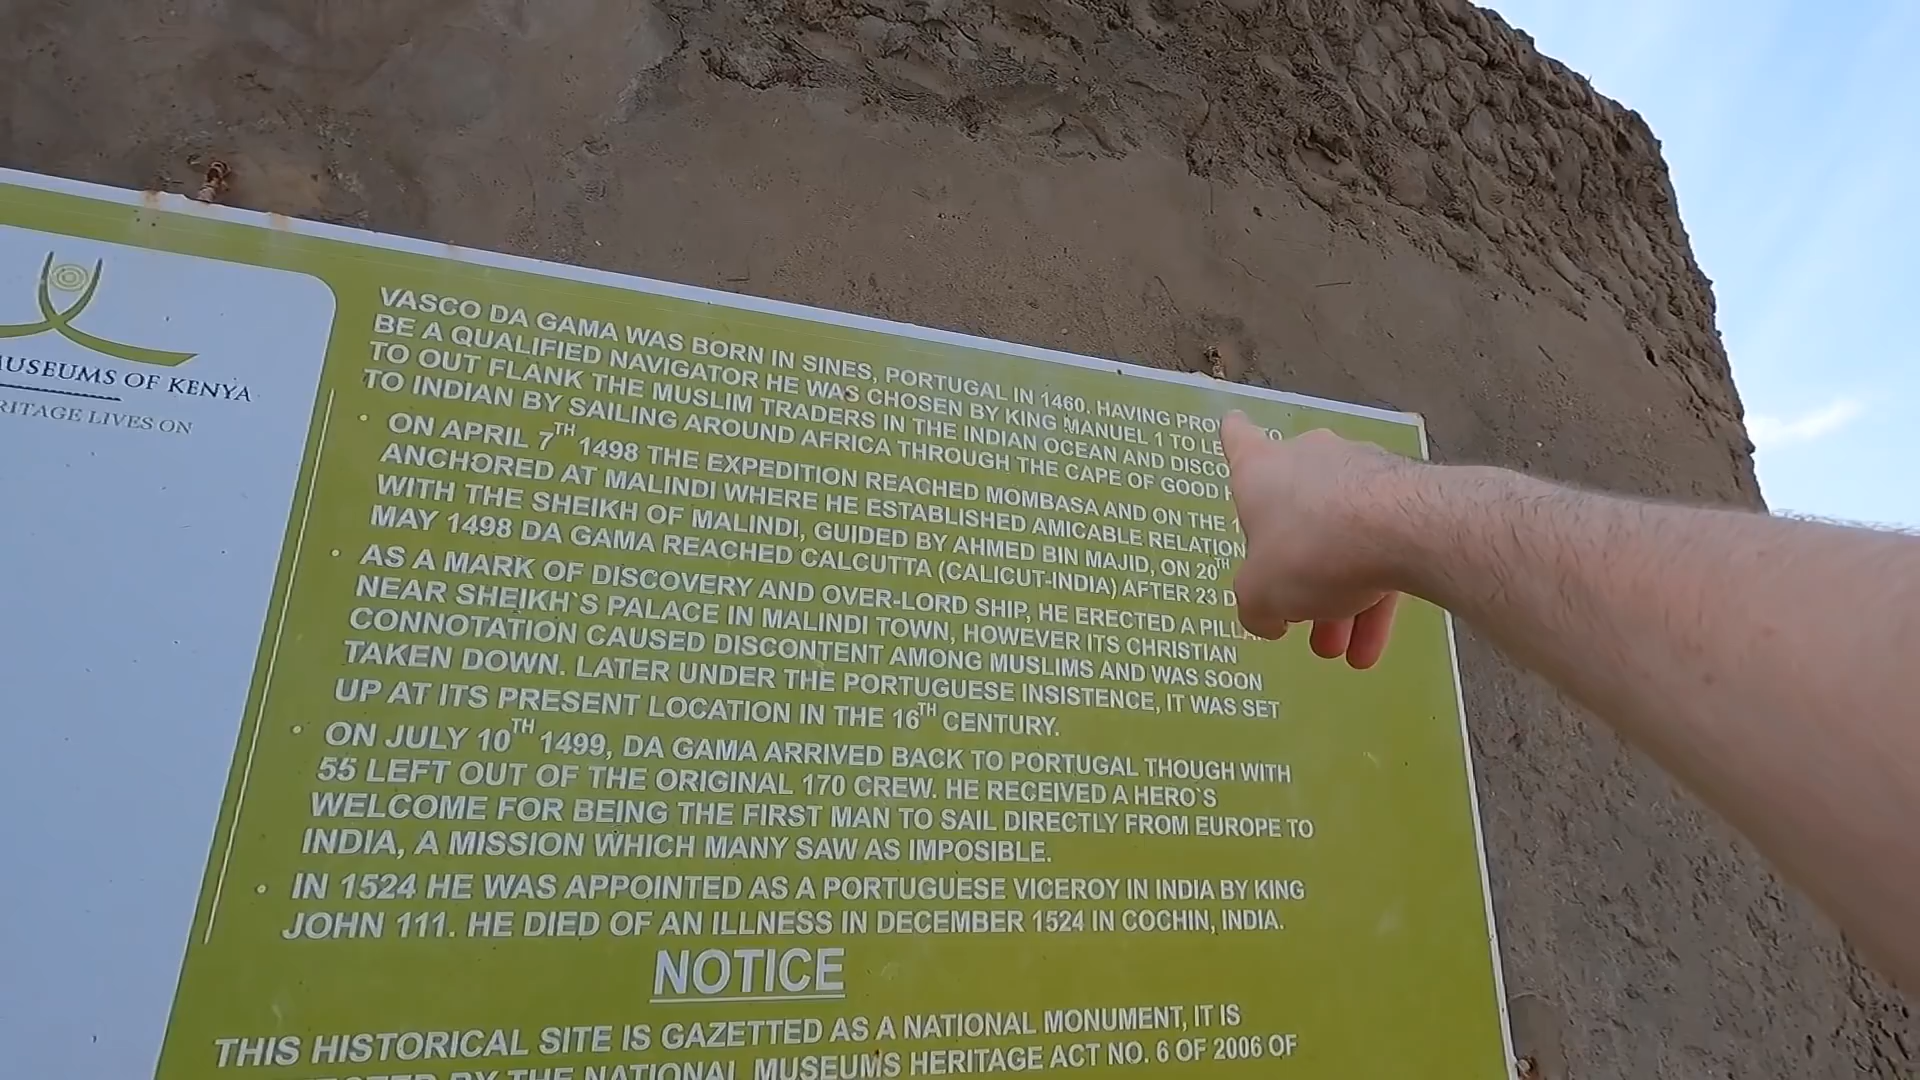 MUSEUMS OF KENYA
LIVES ON
VASCO DA GAMA WAS BORN IN SINES, PORTUGAL IN 1460. HAVING TO
BE A QUALIFIED NAVIGATOR HE WAS CHOSEN BY KING MANUEL 1 TO
TO OUT FLANK THE MUSLIM TRADERS IN THE INDIAN OCEAN AND
TO INDIAN BY SAILING AROUND AFRICA THROUGH THE CAPE OF GOOD
• ON APRIL 7TH 1498 THE EXPEDITION REACHED MOMBASA AND ON THE
ANCHORED AT MALINDI WHERE HE ESTABLISHED AMICABLE RELATION
WITH THE SHEIKH OF MALINDI, GUIDED BY AHMED BIN MAJID, ON 20TH
MAY 1498 DA GAMA REACHED CALCUTTA (CALICUT-INDIA) AFTER 23
• AS A MARK OF DISCOVERY AND OVER-LORD SHIP, HE ERECTED A
NEAR SHEIKH`S PALACE IN MALINDI TOWN, HOWEVER ITS CHRISTIAN
CONNOTATION CAUSED DISCONTENT AMONG MUSLIMS AND WAS SOON
TAKEN DOWN. LATER UNDER THE PORTUGUESE INSISTENCE, IT WAS SET
UP AT ITS PRESENT LOCATION IN THE 16TH CENTURY.
• ON JULY 10TH 1499, DA GAMA ARRIVED BACK TO PORTUGAL THOUGH WITH
55 LEFT OUT OF THE ORIGINAL 170 CREW. HE RECEIVED A HERO`S
WELCOME FOR BEING THE FIRST MAN TO SAIL DIRECTLY FROM EUROPE TO
INDIA, A MISSION WHICH MANY SAW AS IMPOSIBLE.
• IN 1524 HE WAS APPOINTED AS A PORTUGUESE VICEROY IN INDIA BY KING
JOHN 111. HE DIED OF AN ILLNESS IN DECEMBER 1524 IN COCHIN, INDIA.
NOTICE
THIS HISTORICAL SITE IS GAZETTED AS A NATIONAL MONUMENT, IT IS
BY THE NATIONAL MUSEUMS HERITAGE ACT NO. 6 OF 2006 OF